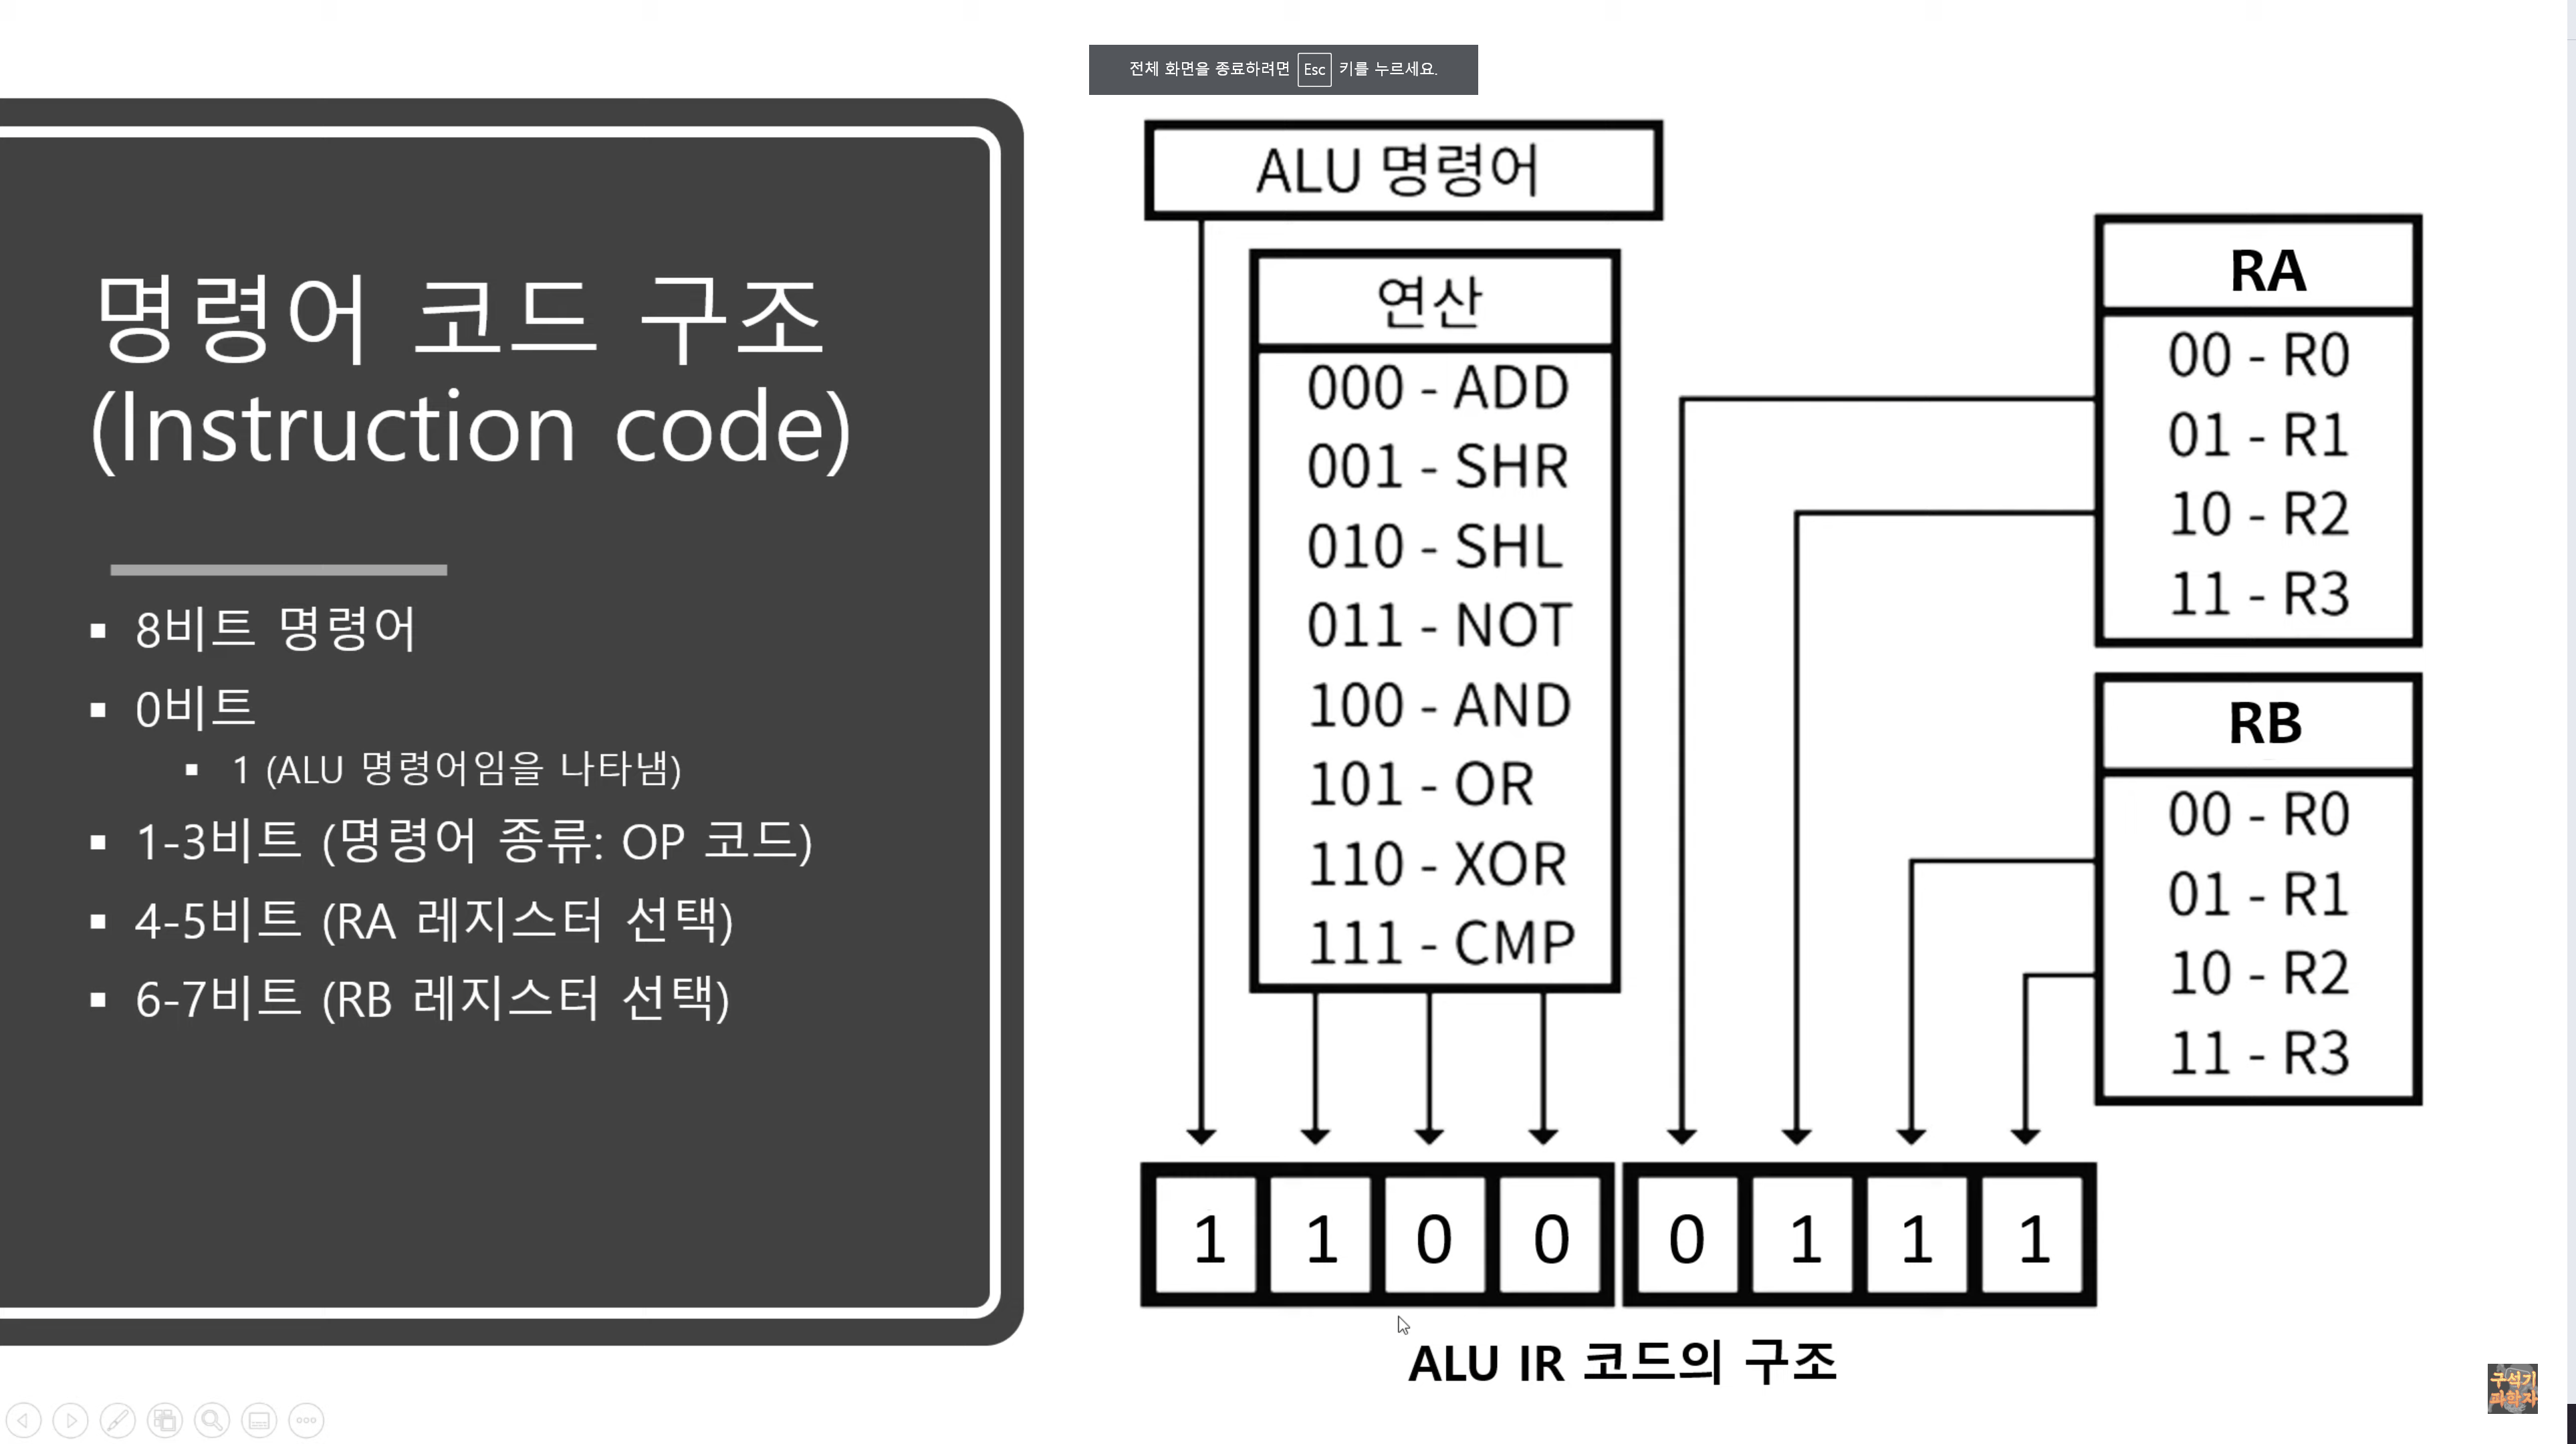 전체 화면을 종료하려면 Esc 키를 누르세요.
명령어 코드 구조
(Instruction code)
8비트 명령어
0비트
1 (ALU 명령어임을 나타냄)
1-3비트 (명령어 종류: OP 코드)
4-5비트 (RA 레지스터 선택)
6-7비트 (RB 레지스터 선택)
ALU 명령어
연산
000 - ADD
001 - SHR
010 - SHL
011 - NOT
100 - AND
101 - OR
110 - XOR
111 - CMP
RA
00 - R0
01 - R1
10 - R2
11 - R3
RB
00 - R0
01 - R1
10 - R2
11 - R3
1 1 0 0 0 1 1 1
ALU IR 코드의 구조
구석기
과학자